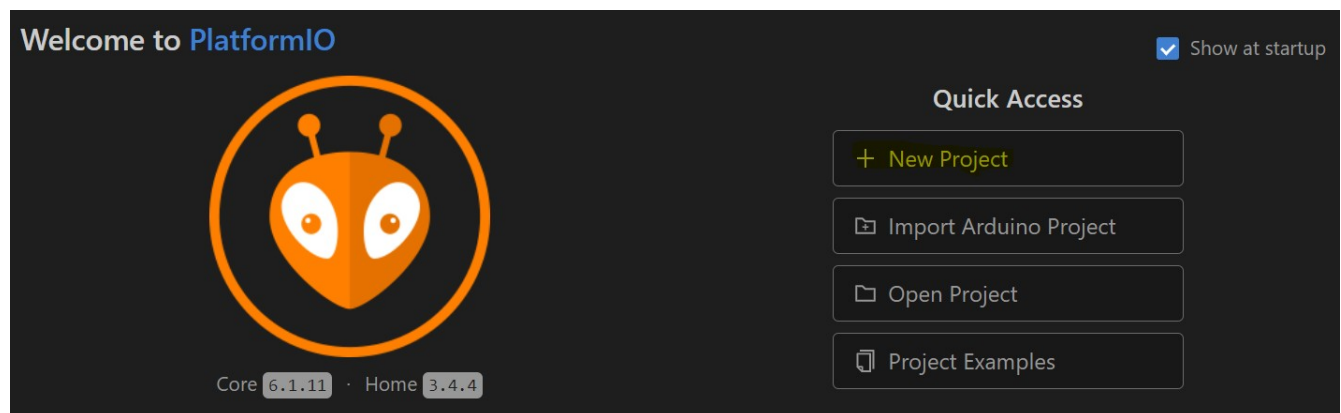 Welcome to PlatformIO
Show at startup
Quick Access
New Project
Import Arduino Project
Open Project
Project Examples
Core 6.1.11 · Home 3.4.4